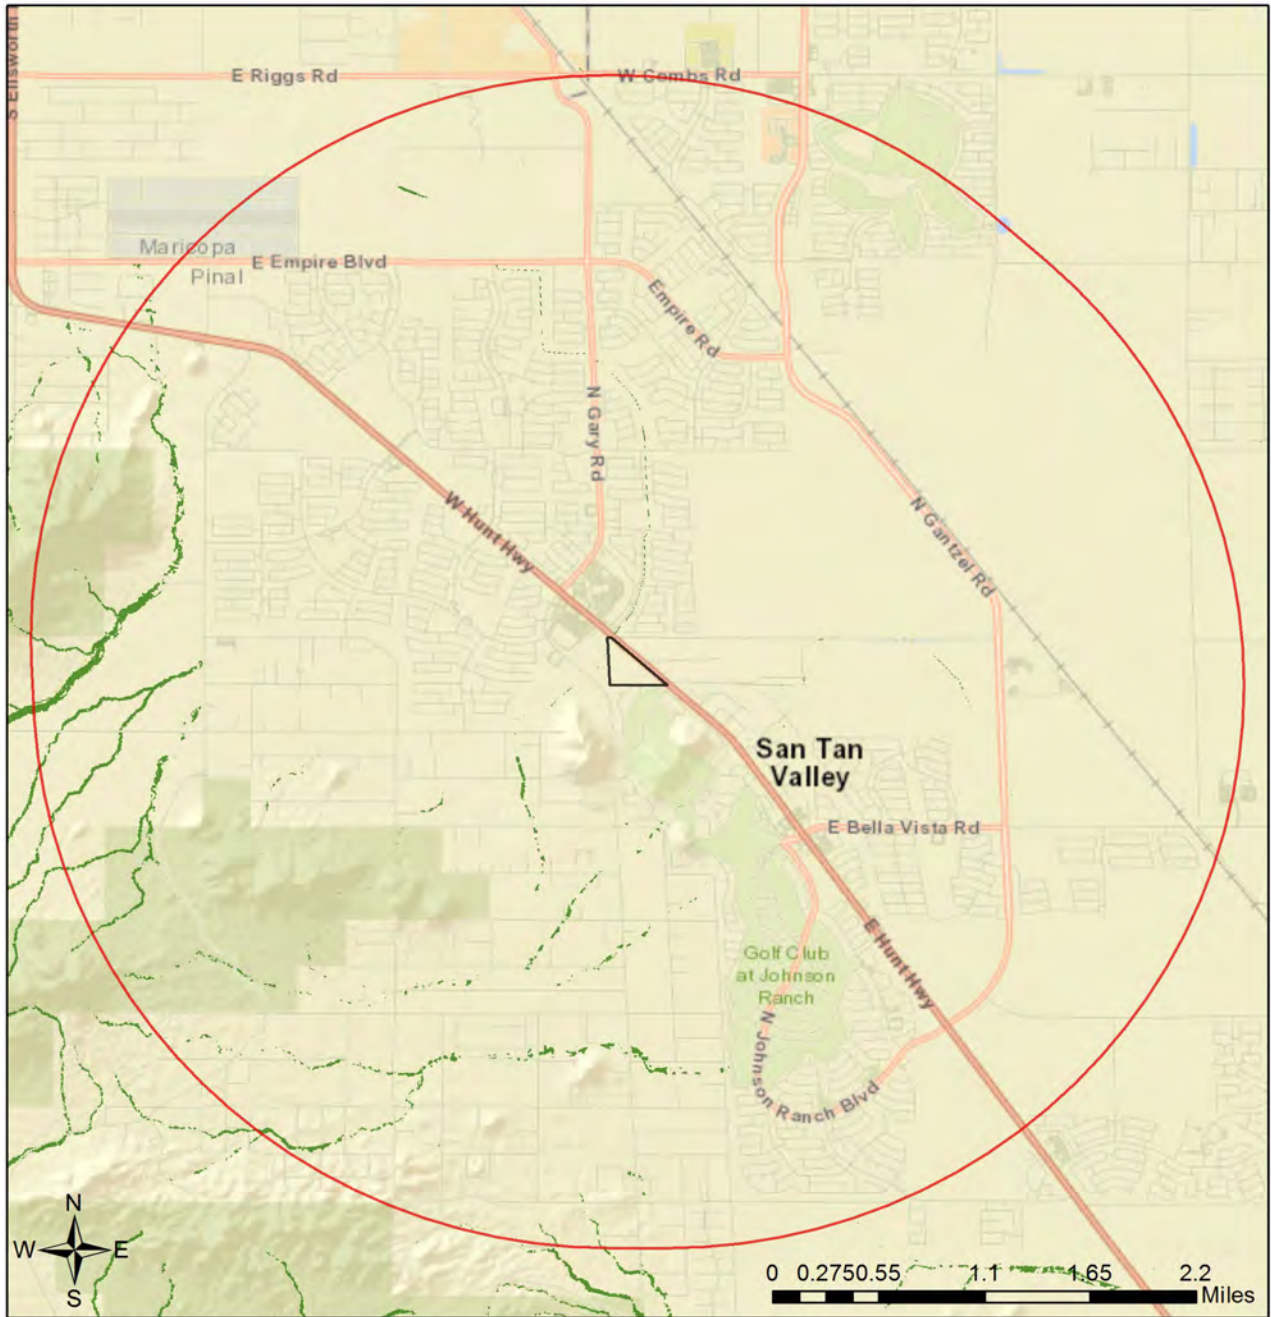 S Ellsworth
E Riggs Rd
W Combs Rd
Maricopa
Pinal
E Empire Blvd
Empire Rd
N Gary Rd
W Hunt Hwy
N Gantzel Rd
San Tan
Valley
E Bella Vista Rd
E Hunt Hwy
Golf Club
at Johnson
Ranch
N Johnson Ranch Blvd
N
W
E
S
0 0.275 0.55 1.1 1.65 2.2
Miles